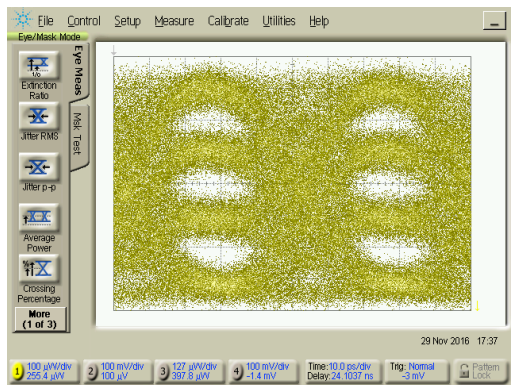 File Control Setup Measure Calibrate Utilities Help
Eye/Mask Mode
Eye Meas
Msk Test
Extinction
Ratio
Jitter RMS
Jitter p-p
Average
Power
Crossing
Percentage
More
(1 of 3)
29 Nov 2016 17:37
1 100 µW/div
255.4 µW
2 100 mW/div
100 µV
3 127 µW/div
397.8 µW
4 100 mV/div
-1.4 mV
Time:10.0 ps/div
Delay:24.1037 ns
Trig: Normal
-3 mV
Pattern
Lock